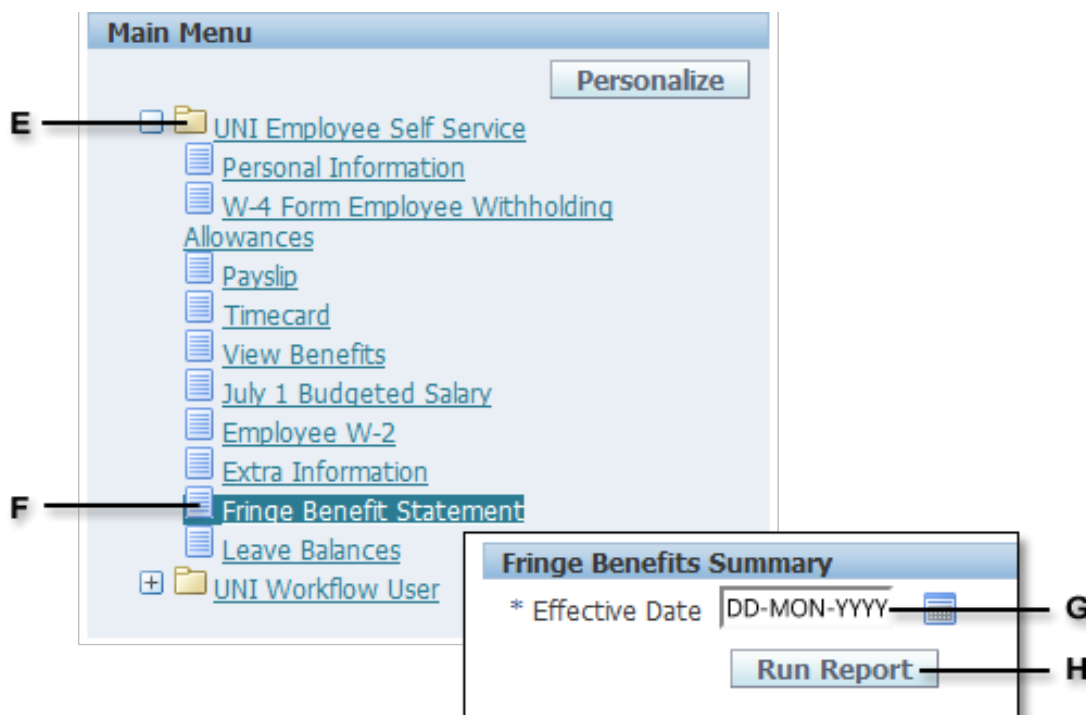 Main Menu
Personalize
E
UNI Employee Self Service
Personal Information
W-4 Form Employee Withholding
Allowances
Payslip
Timecard
View Benefits
July 1 Budgeted Salary
Employee W-2
Extra Information
F
Fringe Benefit Statement
Leave Balances
UNI Workflow User
Fringe Benefits Summary
* Effective Date DD-MON-YYYY G
Run Report H